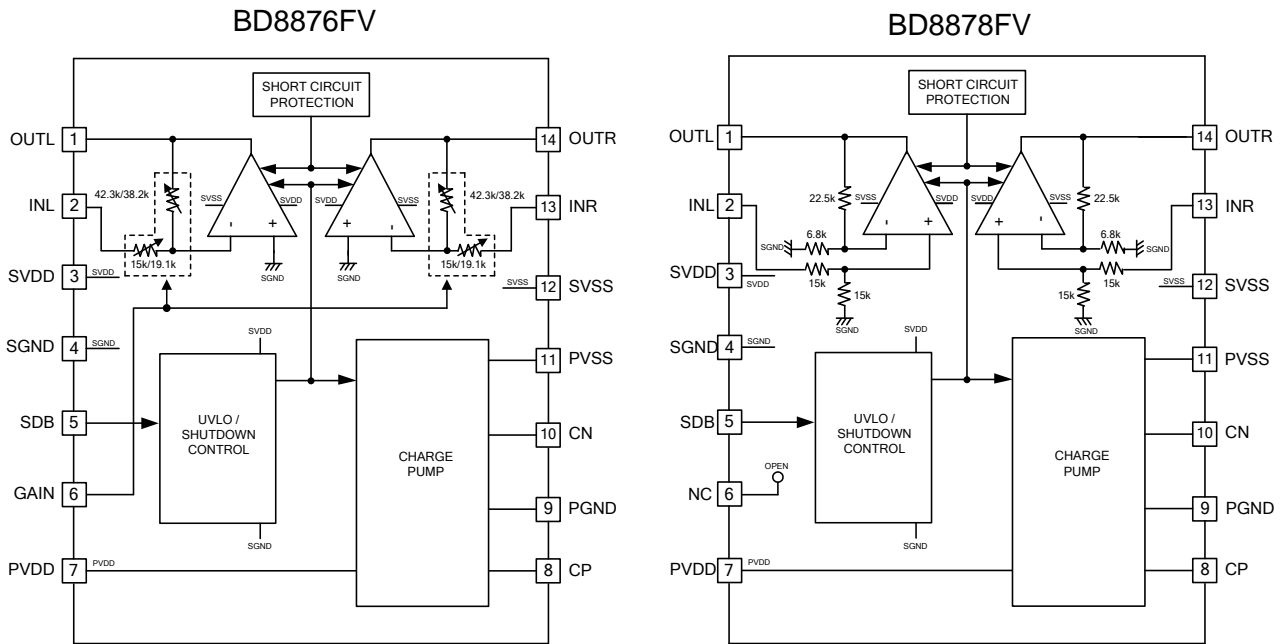 BD8876FV
SHORT CIRCUIT
PROTECTION
OUTL 1
14 OUTR
42.3k/38.2k
42.3k/38.2k
INL 2
13 INR
SVSS
SVDD
SVDD
SVSS
-
+
+
-
15k/19.1k
SGND
SGND
15k/19.1k
SVDD 3 SVDD
SVSS 12 SVSS
SGND 4 SGND
SVDD
11 PVSS
SDB 5
UVLO /
SHUTDOWN
CONTROL
10 CN
CHARGE
PUMP
GAIN 6
9 PGND
SGND
PVDD 7 PVDD
8 CP
BD8878FV
SHORT CIRCUIT
PROTECTION
OUTL 1
14 OUTR
SVSS
22.5k
SVDD
SVDD
SVSS
22.5k
INL 2
13 INR
-
+
+
-
6.8k
6.8k
SGND
SGND
15k
15k
SVDD 3 SVDD
SVSS 12 SVSS
15k
15k
SGND
SGND
SGND 4 SGND
SVDD
11 PVSS
SDB 5
UVLO /
SHUTDOWN
CONTROL
10 CN
CHARGE
PUMP
OPEN
NC 6
9 PGND
SGND
PVDD 7 PVDD
8 CP